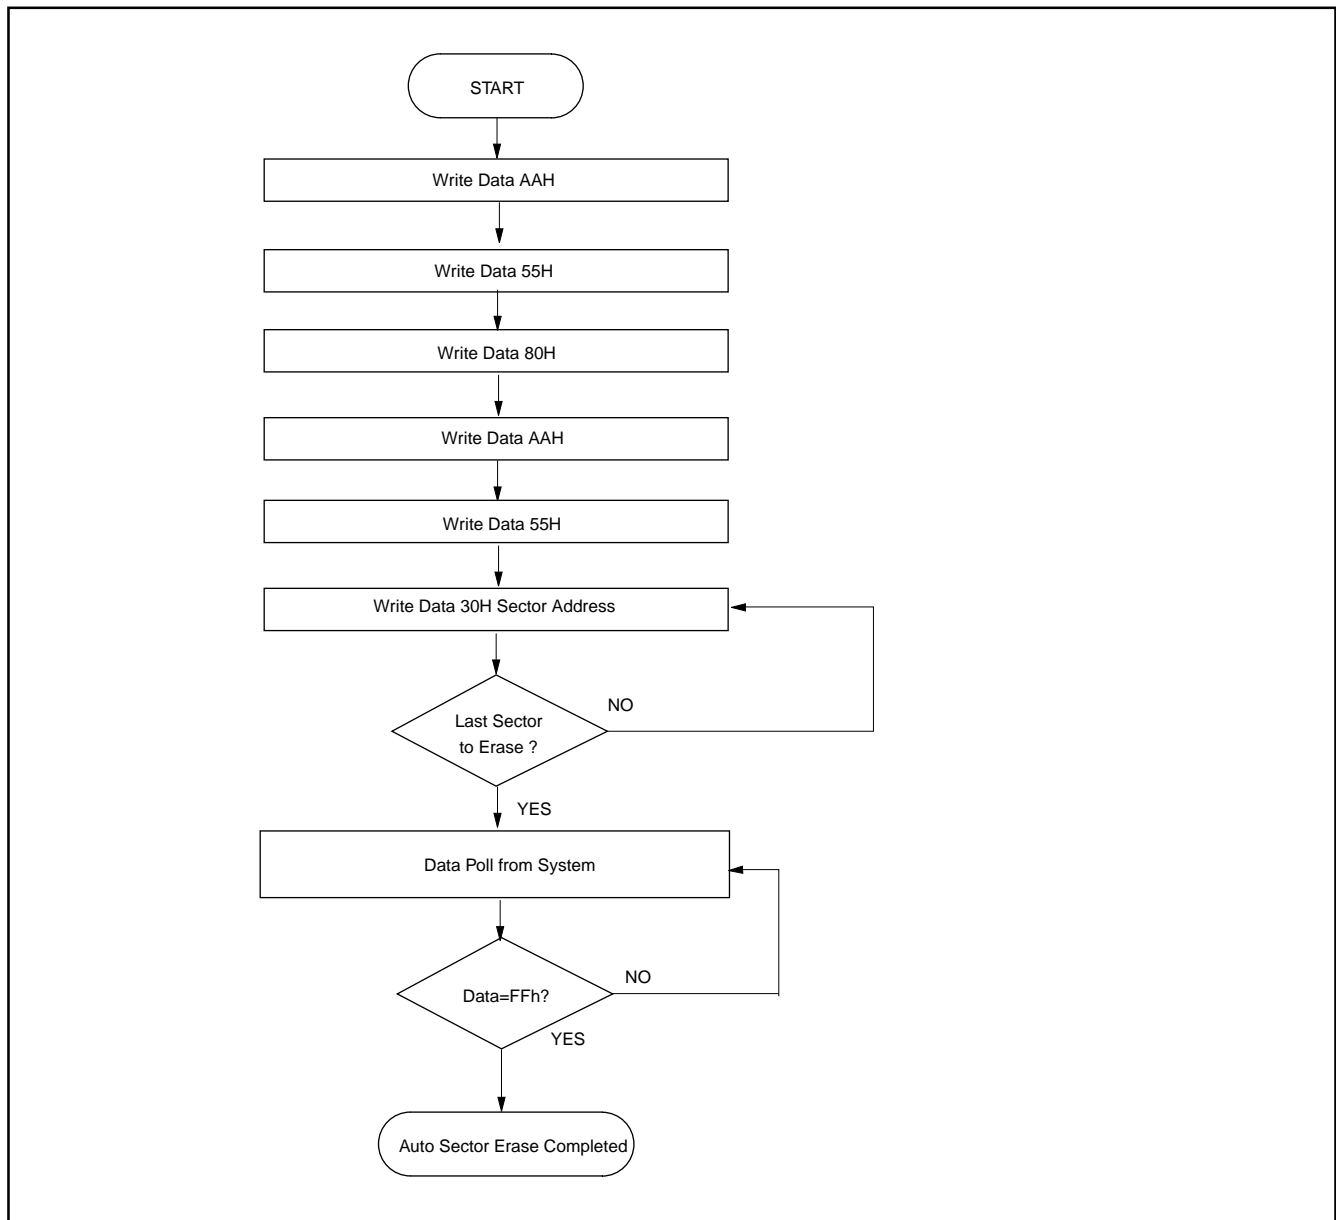 START
Write Data AAH
Write Data 55H
Write Data 80H
Write Data AAH
Write Data 55H
Write Data 30H Sector Address
NO
Last Sector
to Erase ?
YES
Data Poll from System
NO
Data=FFh?
YES
Auto Sector Erase Completed